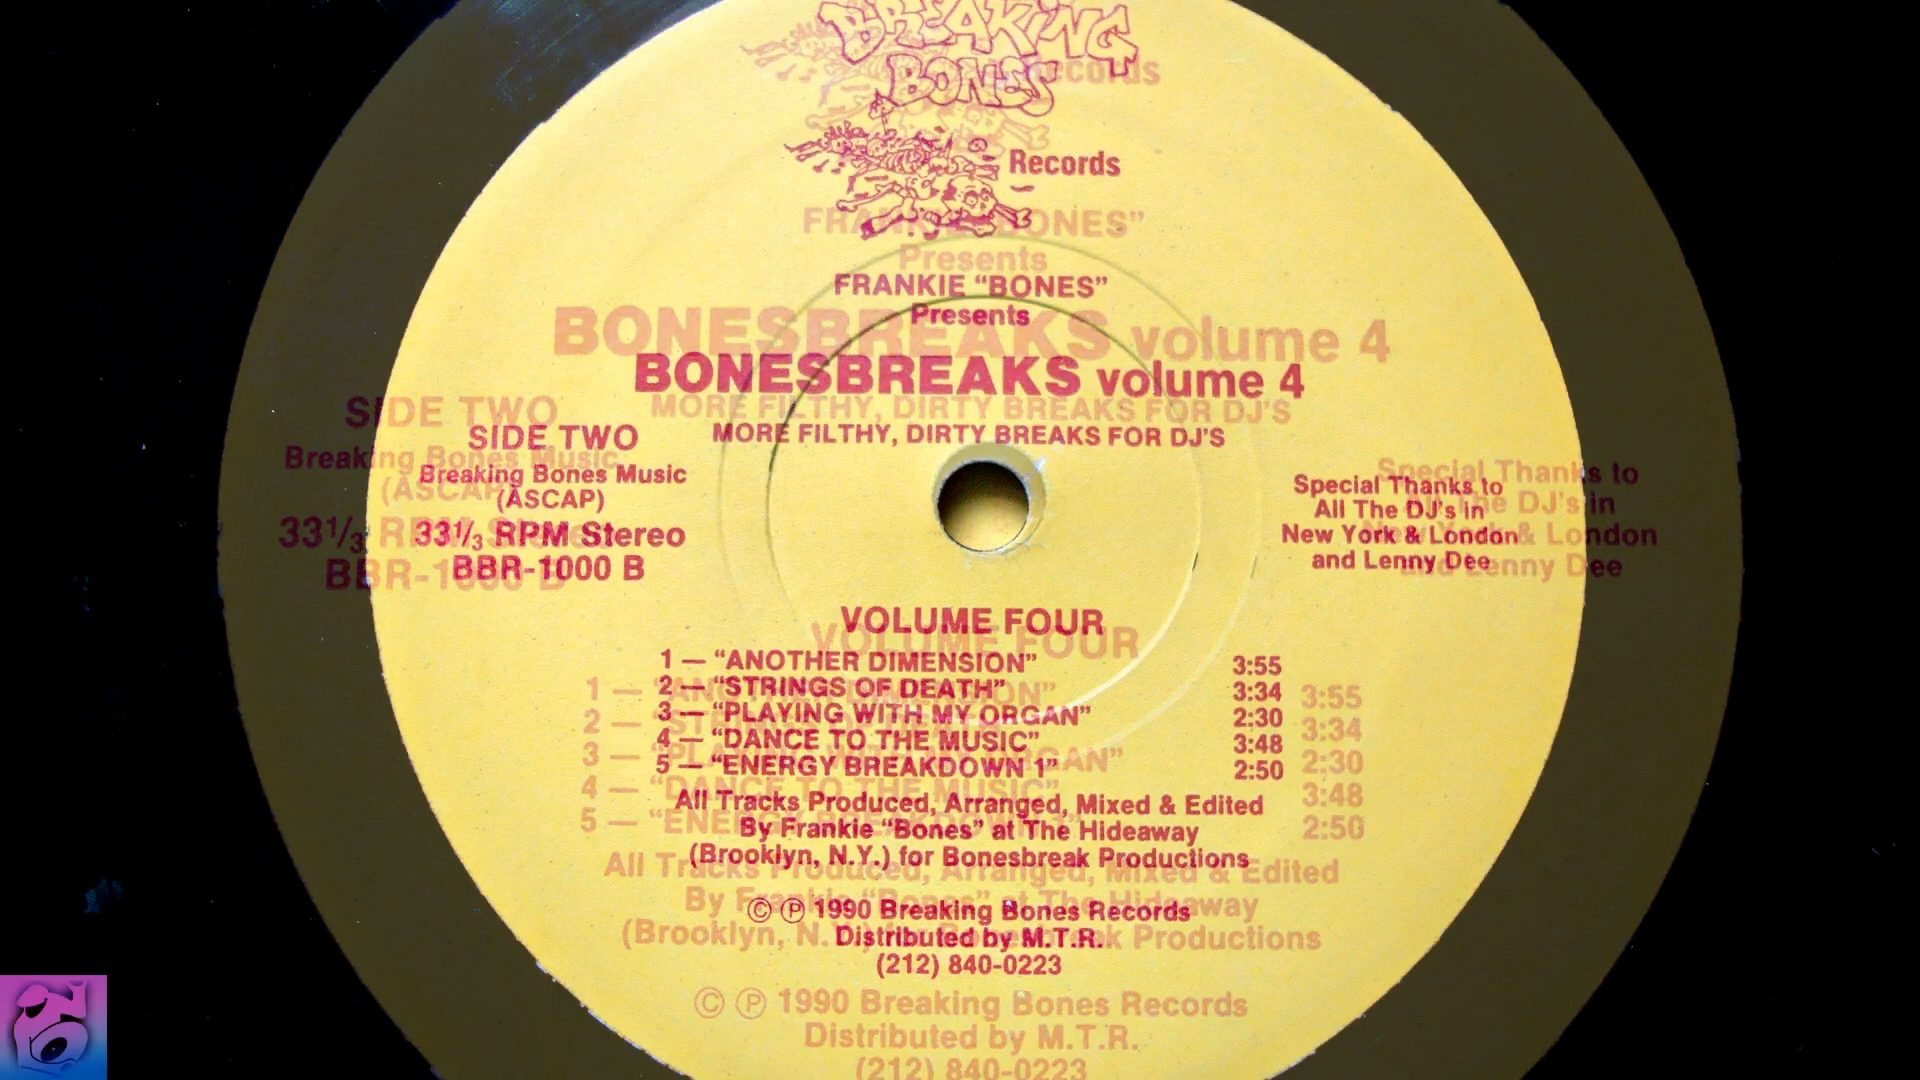 BREAKING
BONES
Records
FRANKIE “BONES”
Presents
BONESBREAKS volume 4
MORE FILTHY, DIRTY BREAKS FOR DJ'S
SIDE TWO
Breaking Bones Music
(ASCAP)
33⅓ RPM Stereo
BBR-1000 B
Special Thanks to
All The DJ's in
New York & London
and Lenny Dee
VOLUME FOUR
1 — “ANOTHER DIMENSION” 3:55
2 — “STRINGS OF DEATH” 3:34
3 — “PLAYING WITH MY ORGAN” 2:30
4 — “DANCE TO THE MUSIC” 3:48
5 — “ENERGY BREAKDOWN 1” 2:50
All Tracks Produced, Arranged, Mixed & Edited
By Frankie “Bones” at The Hideaway
(Brooklyn, N.Y.) for Bonesbreak Productions
© ℗ 1990 Breaking Bones Records
Distributed by M.T.R.
(212) 840-0223